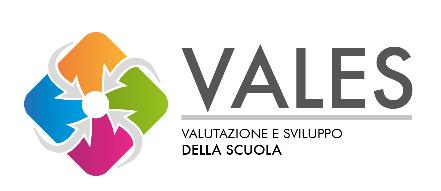 VALES
VALUTAZIONE E SVILUPPO
DELLA SCUOLA